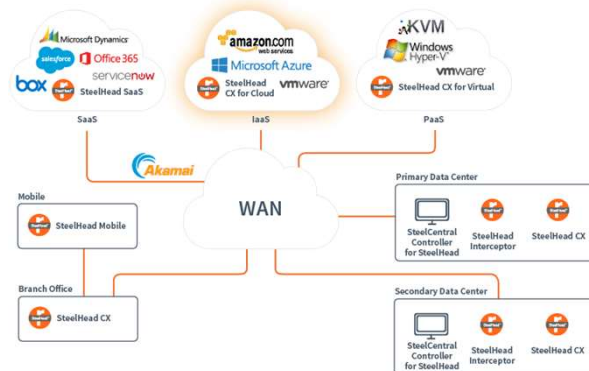 Microsoft Dynamics
salesforce
Office 365
box
servicenow
SteelHead SaaS
SaaS
amazon.com
web services
Microsoft Azure
SteelHead
CX for Cloud
vmware
IaaS
KVM
Windows
Hyper-V
vmware
SteelHead CX for Virtual
PaaS
Akamai
WAN
Mobile
SteelHead Mobile
Branch Office
SteelHead CX
Primary Data Center
SteelCentral
Controller
for SteelHead
SteelHead
Interceptor
SteelHead CX
Secondary Data Center
SteelCentral
Controller
for SteelHead
SteelHead
Interceptor
SteelHead CX